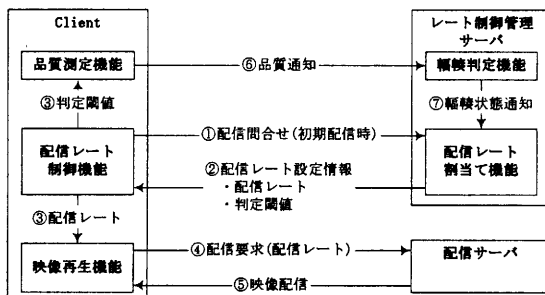 Client
レート制御管理
サーバ
品質測定機能
⑥品質通知
輻輳判定機能
③判定閾値
⑦輻輳状態通知
①配信問合せ(初期配信時)
配信レート
制御機能
配信レート
割当て機能
②配信レート設定情報
・配信レート
・判定閾値
③配信レート
④配信要求(配信レート)
映像再生機能
配信サーバ
⑤映像配信